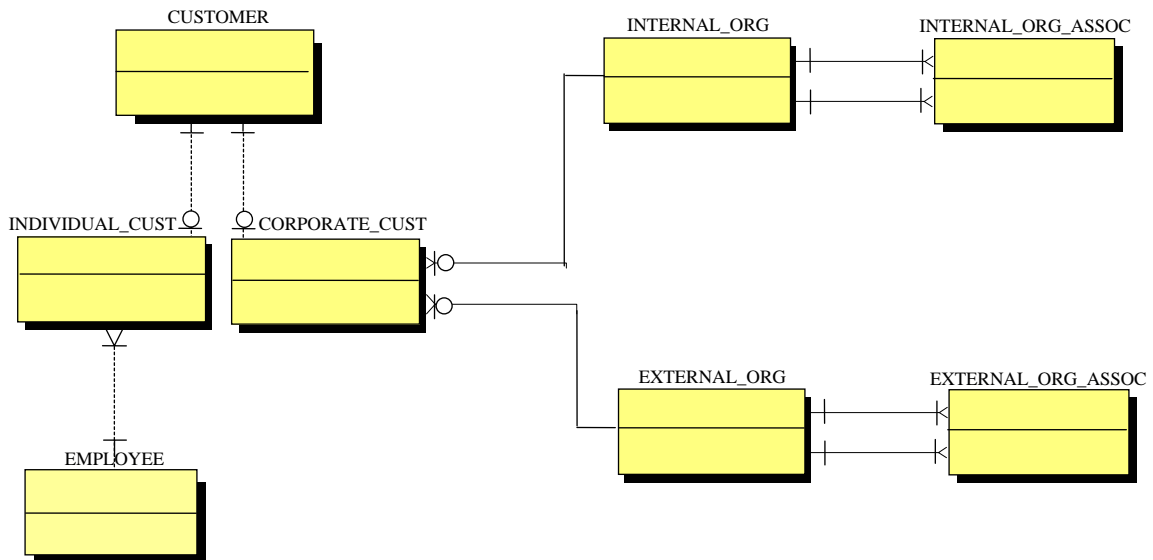 CUSTOMER
INTERNAL_ORG
INTERNAL_ORG_ASSOC
INDIVIDUAL_CUST
CORPORATE_CUST
EXTERNAL_ORG
EXTERNAL_ORG_ASSOC
EMPLOYEE